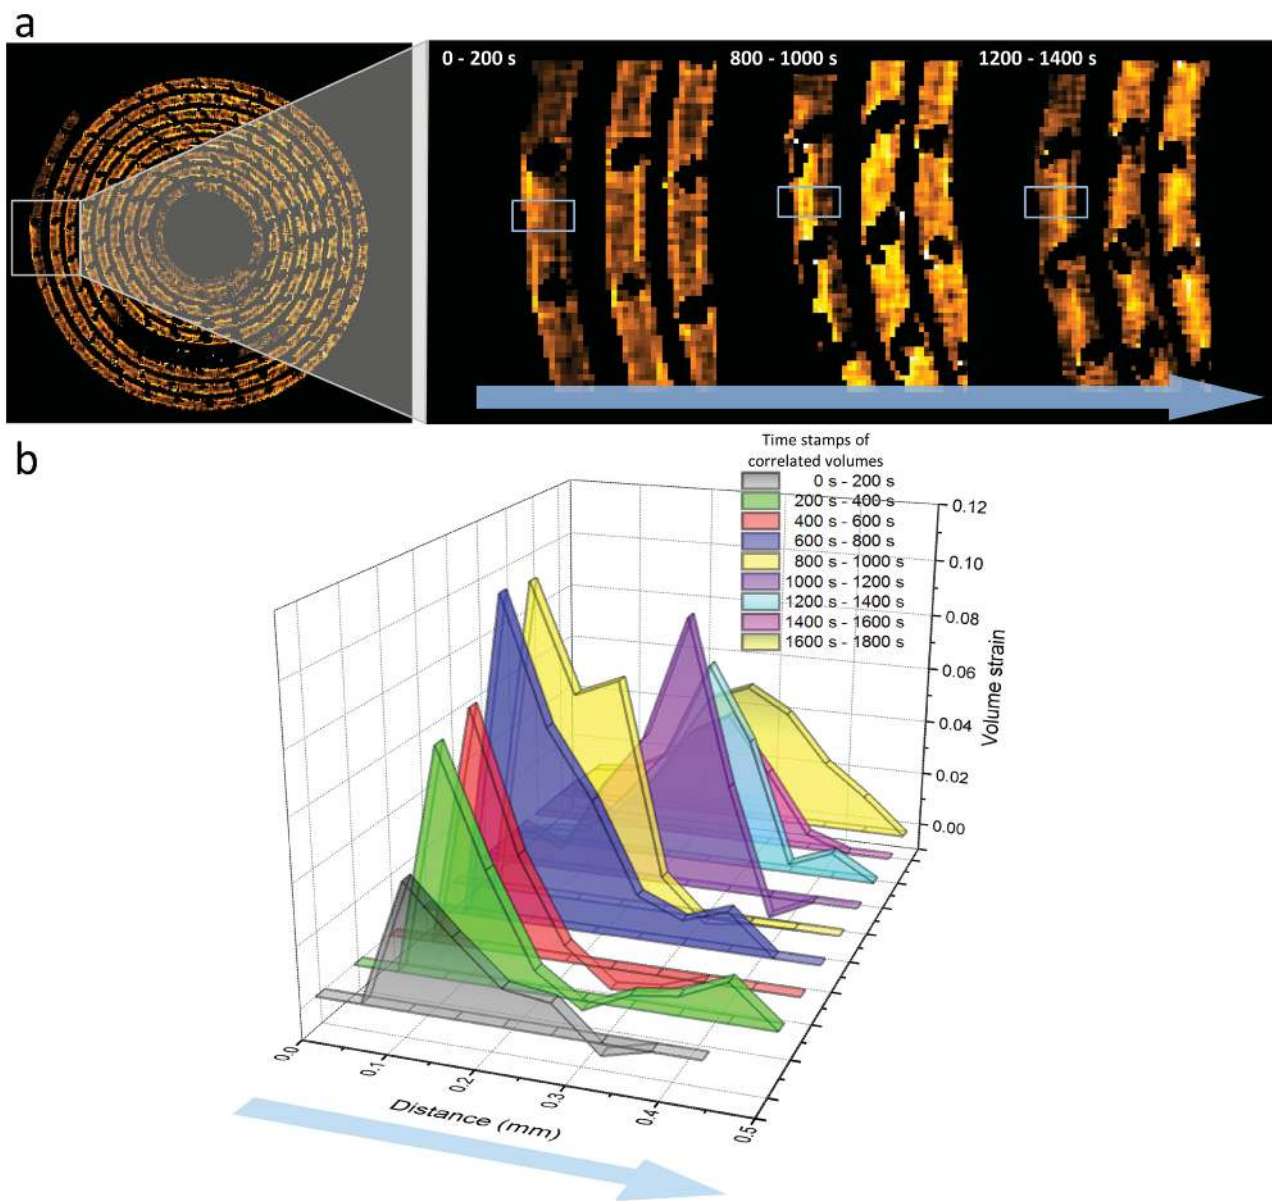 a
0 - 200 s
800 - 1000 s
1200 - 1400 s
b
Time stamps of
correlated volumes
0 s - 200 s
200 s - 400 s
400 s - 600 s
600 s - 800 s
800 s - 1000 s
1000 s - 1200 s
1200 s - 1400 s
1400 s - 1600 s
1600 s - 1800 s
0.12
0.10
0.08
0.06
0.04
0.02
0.00
Volume strain
0.0
0.1
0.2
0.3
0.4
0.5
Distance (mm)